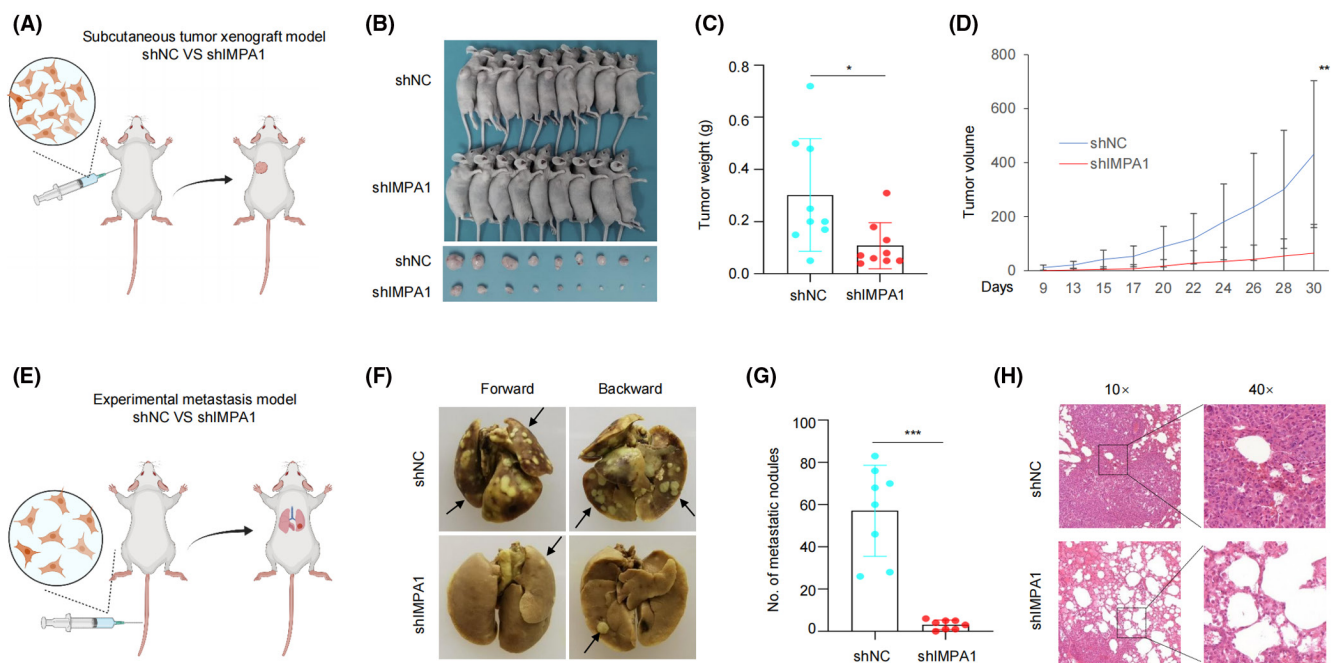 (A)
Subcutaneous tumor xenograft model
shNC VS shIMPA1
(B)
shNC
shIMPA1
shNC
shIMPA1
(C)
*
Tumor weight (g)
0.8
0.6
0.4
0.2
0.0
shNC
shIMPA1
(D)
**
Tumor volume
800
600
400
200
0
shNC
shIMPA1
Days
9 13 15 17 20 22 24 26 28 30
(E)
Experimental metastasis model
shNC VS shIMPA1
(F)
Forward Backward
shNC
shIMPA1
(G)
***
No. of metastatic nodules
100
80
60
40
20
0
shNC
shIMPA1
(H)
10× 40×
shNC
shIMPA1